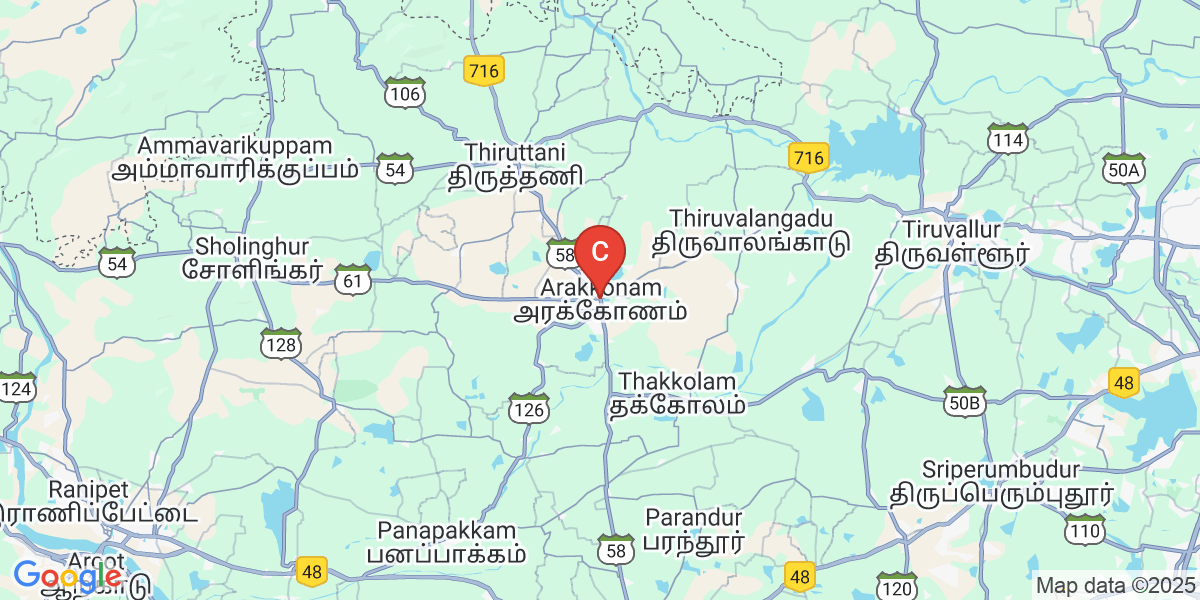 716
106
114
716
50A
Ammavarikuppam
அம்மாவாரிக்குப்பம்
54
Thiruttani
திருத்தணி
Thiruvalangadu
திருவாலங்காடு
Tiruvallur
திருவள்ளூர்
Sholinghur
சோளிங்கர்
54
61
58
C
Arakkonam
அரக்கோணம்
128
124
Thakkolam
தக்கோலம்
126
50B
48
Ranipet
ராணிப்பேட்டை
Sriperumbudur
திருப்பெரும்புதூர்
Panapakkam
பனப்பாக்கம்
Parandur
பரந்தூர்
58
110
Arcot
ஆற்காடு
48
48
120
Google
Map data ©2025